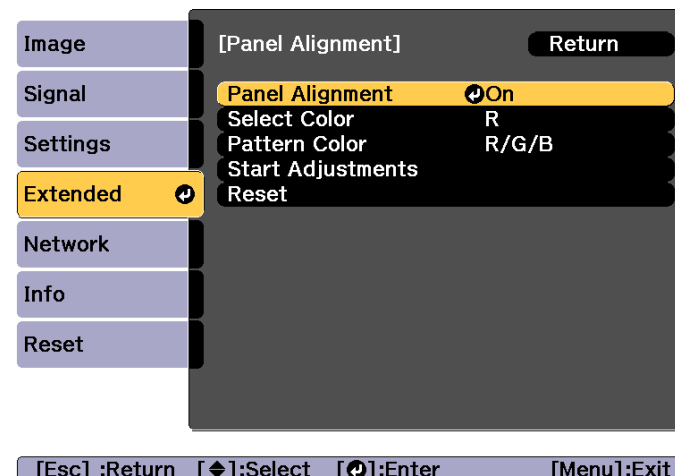 Image
Signal
Settings
Extended
Network
Info
Reset
[Panel Alignment] Return
Panel Alignment On
Select Color R
Pattern Color R/G/B
Start Adjustments
Reset
[Esc] :Return [◆]:Select [↵]:Enter [Menu]:Exit